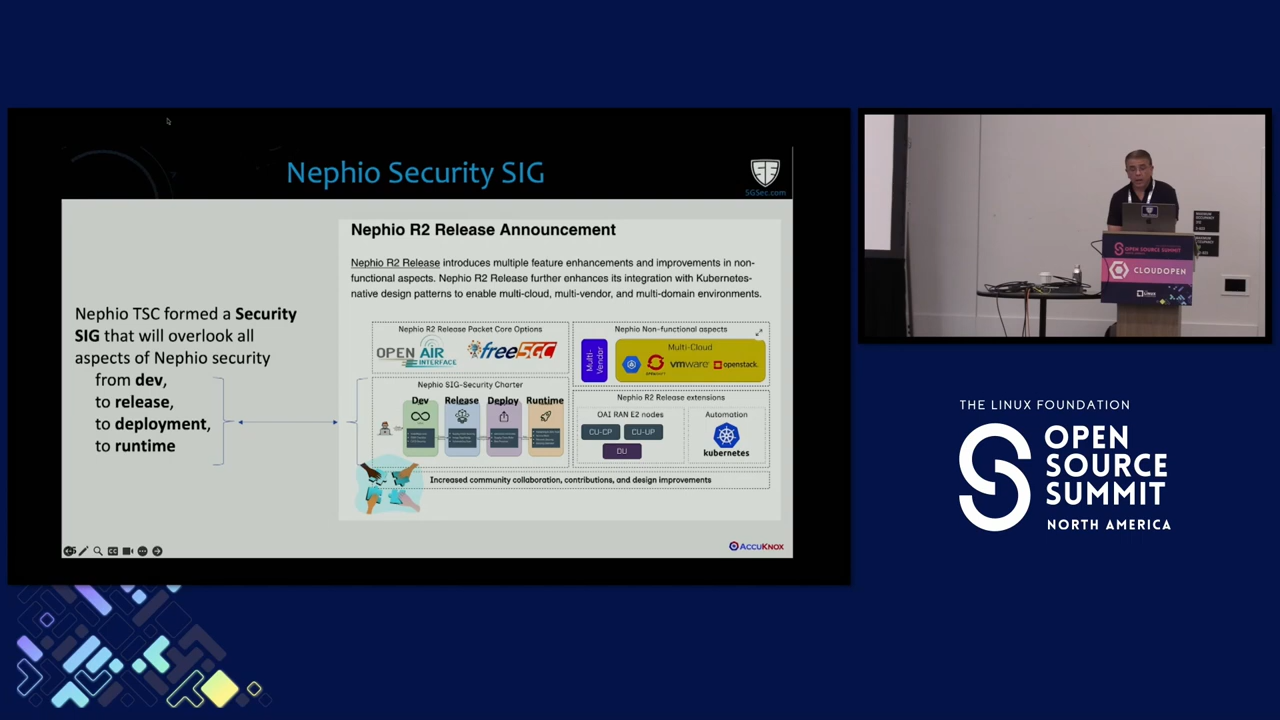 Nephio Security SIG
5GSec.com
Nephio R2 Release Announcement
Nephio R2 Release introduces multiple feature enhancements and improvements in non-
functional aspects. Nephio R2 Release further enhances its integration with Kubernetes-
native design patterns to enable multi-cloud, multi-vendor, and multi-domain environments.
Nephio TSC formed a Security
SIG that will overlook all
aspects of Nephio security
from dev,
to release,
to deployment,
to runtime
Nephio R2 Release Packet Core Options
OPEN AIR
INTERFACE
free5GC
Nephio SIG-Security Charter
Dev
Release
Deploy
Runtime
Nephio Non-functional aspects
Multi-
Vendor
Multi-Cloud
OPENSHIFT
vmware
openstack.
Nephio R2 Release extensions
OAI RAN E2 nodes
CU-CP
CU-UP
DU
Automation
kubernetes
Increased community collaboration, contributions, and design improvements
ACCUKNOX
OPEN SOURCE SUMMIT
CLOUDOPEN
THE LINUX FOUNDATION
OPEN
SOURCE
SUMMIT
NORTH AMERICA